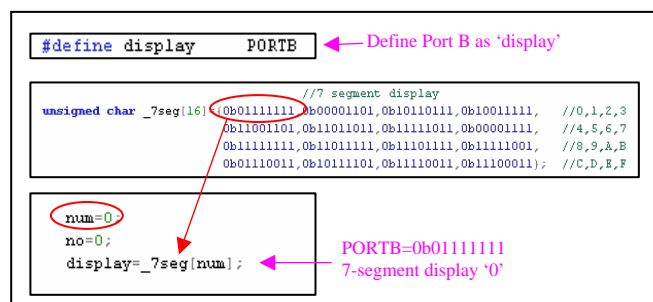 #define display PORTB
Define Port B as ‘display’
//7 segment display
unsigned char _7seg[16]={0b01111111,0b00001101,0b10110111,0b10011111, //0,1,2,3
0b11001101,0b11011011,0b11111011,0b00001111, //4,5,6,7
0b11111111,0b11011111,0b11101111,0b11111001, //8,9,A,B
0b01110011,0b10111101,0b11110011,0b11100011}; //C,D,E,F
num=0;
no=0;
display=_7seg[num];
PORTB=0b01111111
7-segment display ‘0’